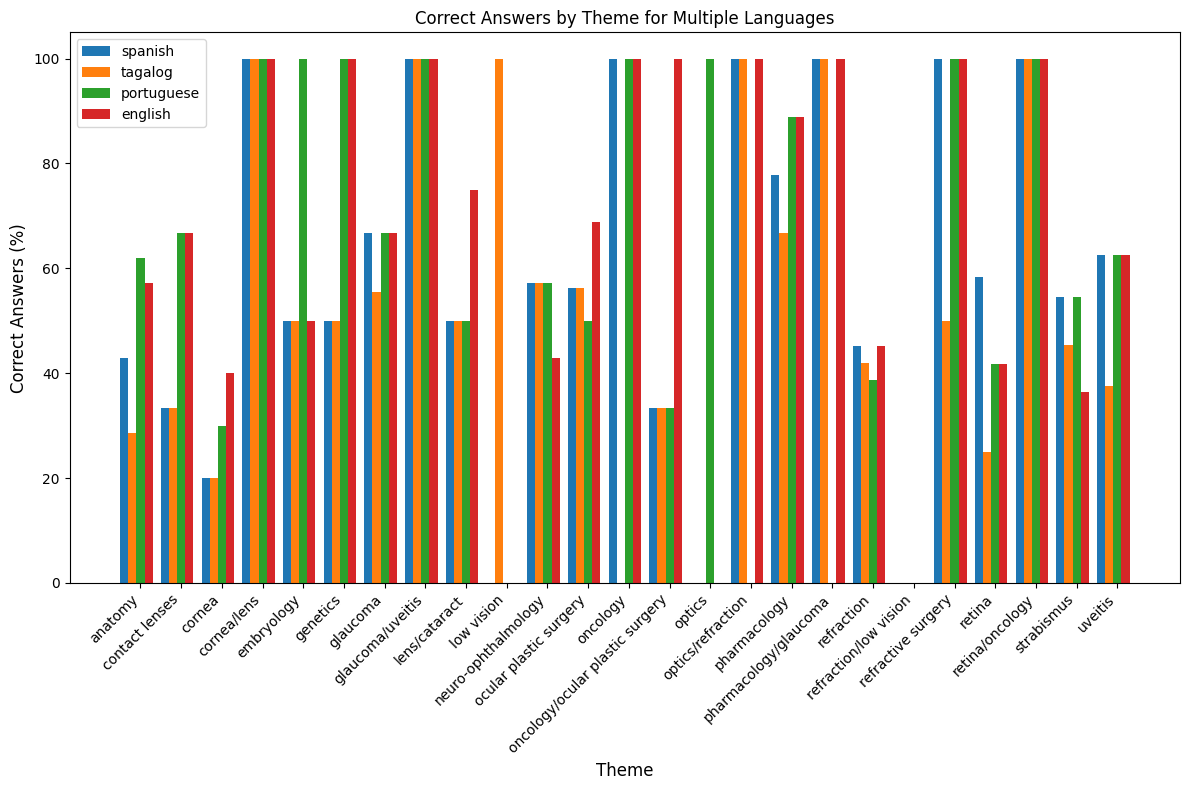 Correct Answers by Theme for Multiple Languages
spanish
tagalog
portuguese
english
Correct Answers (%)
100
80
60
40
20
0
anatomy
contact lenses
cornea
cornea/lens
embryology
genetics
glaucoma
glaucoma/uveitis
lens/cataract
low vision
neuro-ophthalmology
ocular plastic surgery
oncology
oncology/ocular plastic surgery
optics
optics/refraction
pharmacology
pharmacology/glaucoma
refraction
refraction/low vision
refractive surgery
retina
retina/oncology
strabismus
uveitis
Theme